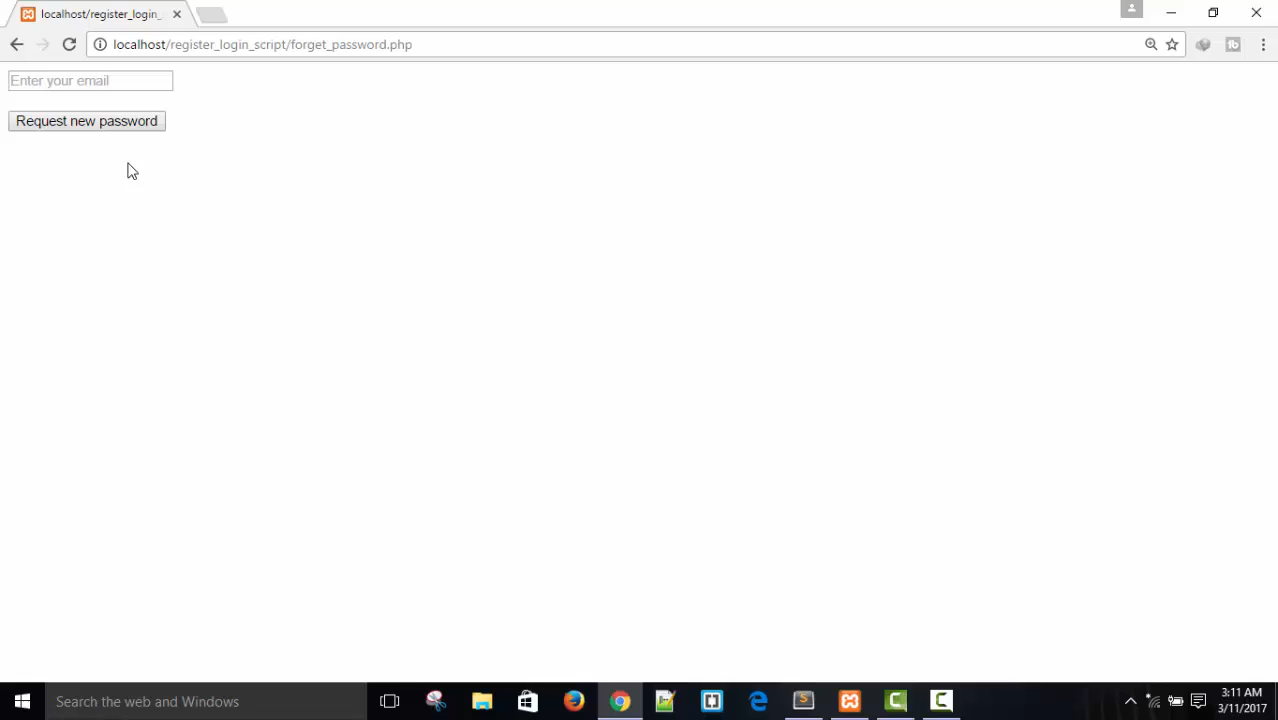 localhost/register_login_
localhost/register_login_script/forget_password.php
Enter your email
Request new password
Search the web and Windows
3:11 AM
3/11/2017